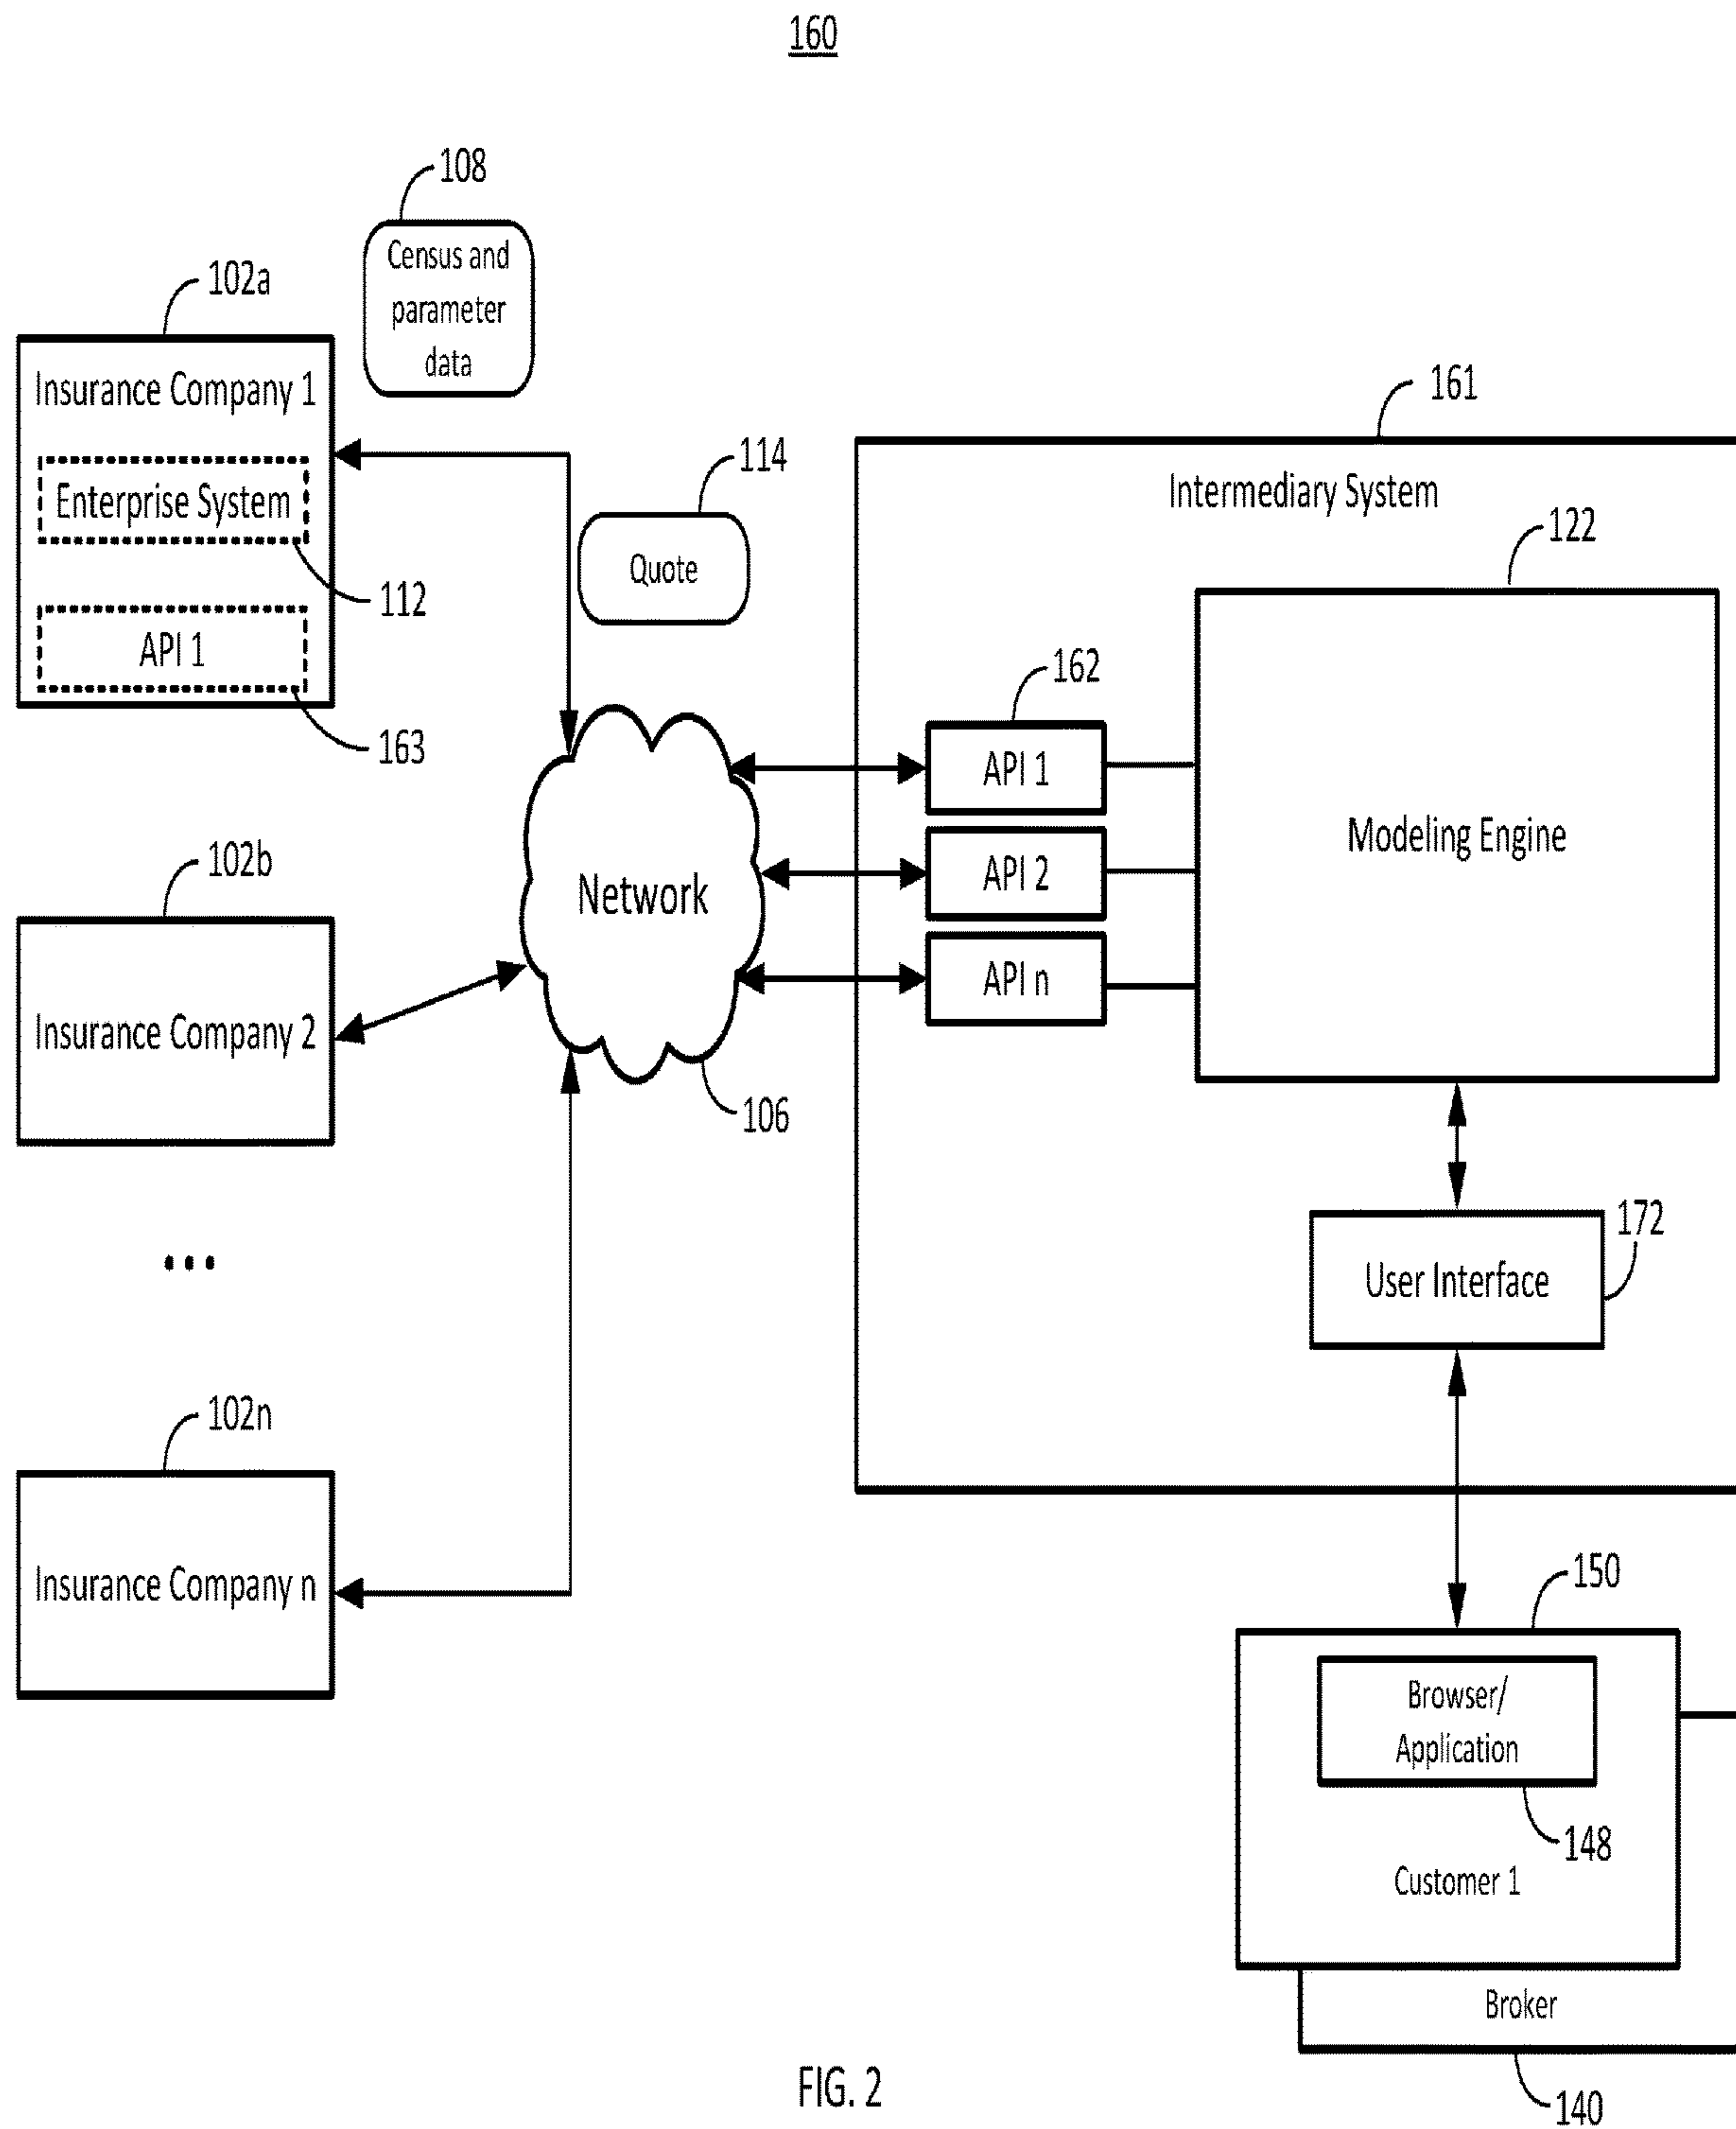 160
108
Census and
parameter
data
102a
Insurance Company 1
Enterprise System
112
API 1
163
114
Quote
161
Intermediary System
122
Modeling Engine
162
API 1
API 2
API n
Network
106
102b
Insurance Company 2
...
172
User Interface
102n
Insurance Company n
150
Browser/
Application
148
Customer 1
Broker
140
FIG. 2